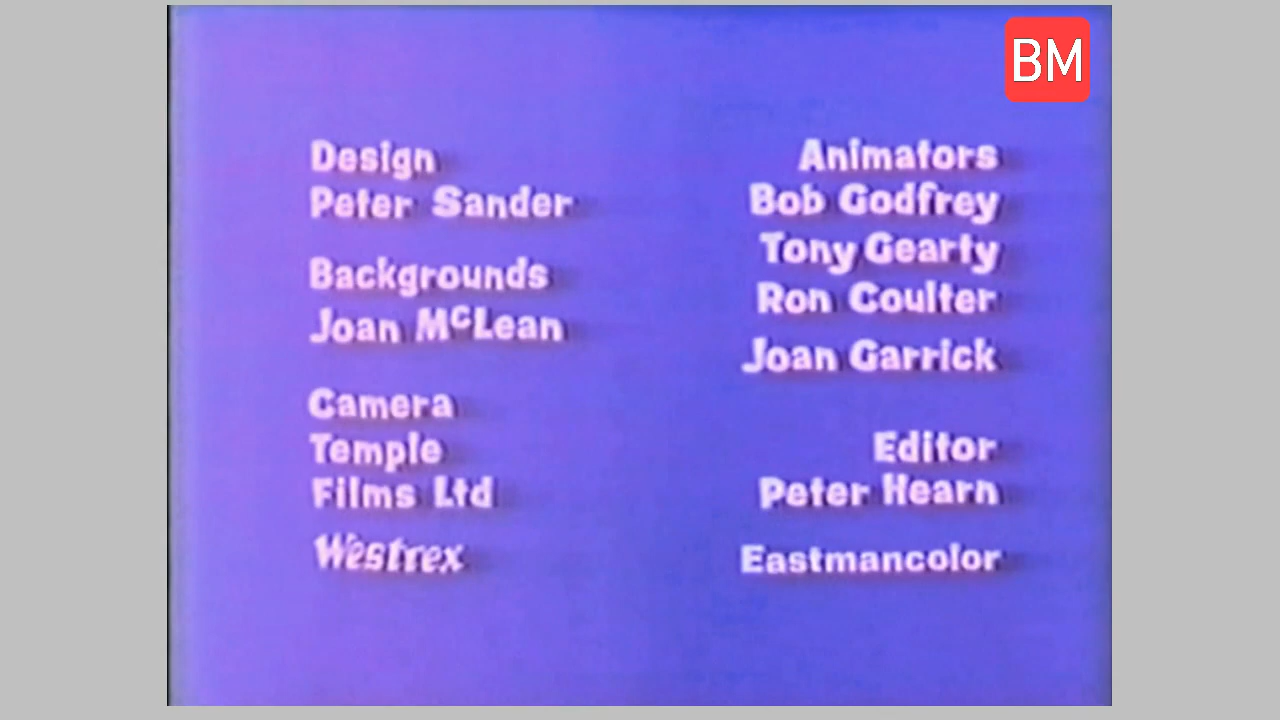 BM
Design
Peter Sander
Backgrounds
Joan McLean
Camera
Temple
Films Ltd
Westrex
Animators
Bob Godfrey
Tony Gearty
Ron Coulter
Joan Garrick
Editor
Peter Hearn
Eastmancolor